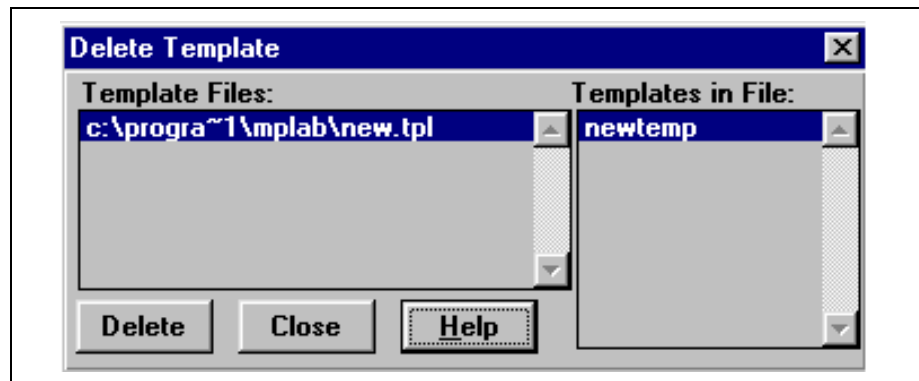 Delete Template
Template Files:
c:\progra~1\mplab\new.tpl
Templates in File:
newtemp
Delete
Close
Help